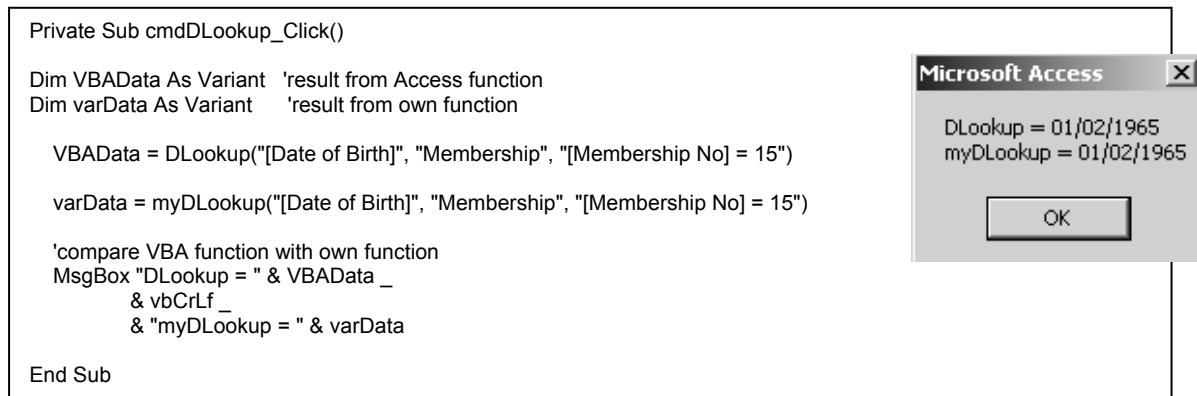 Private Sub cmdDLookup_Click()
Dim VBAData As Variant 'result from Access function
Dim varData As Variant 'result from own function
VBAData = DLookup("[Date of Birth]", "Membership", "[Membership No] = 15")
varData = myDLookup("[Date of Birth]", "Membership", "[Membership No] = 15")
'compare VBA function with own function
MsgBox "DLookup = " & VBAData _
& vbCrLf _
& "myDLookup = " & varData
End Sub
Microsoft Access
DLookup = 01/02/1965
myDLookup = 01/02/1965
OK